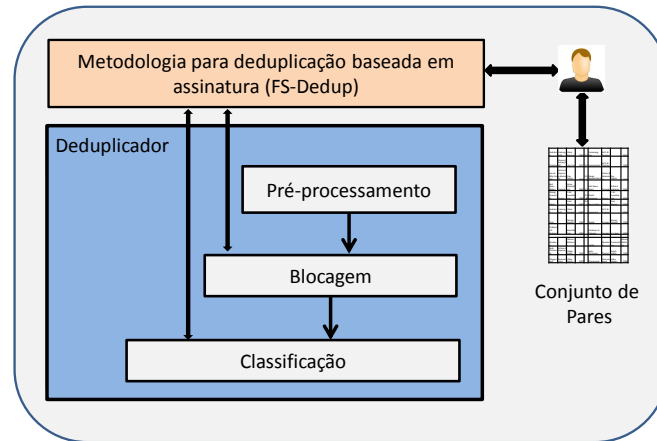 Metodologia para deduplicação baseada em
assinatura (FS-Dedup)
Deduplicador
Pré-processamento
Blocagem
Classificação
Conjunto de
Pares